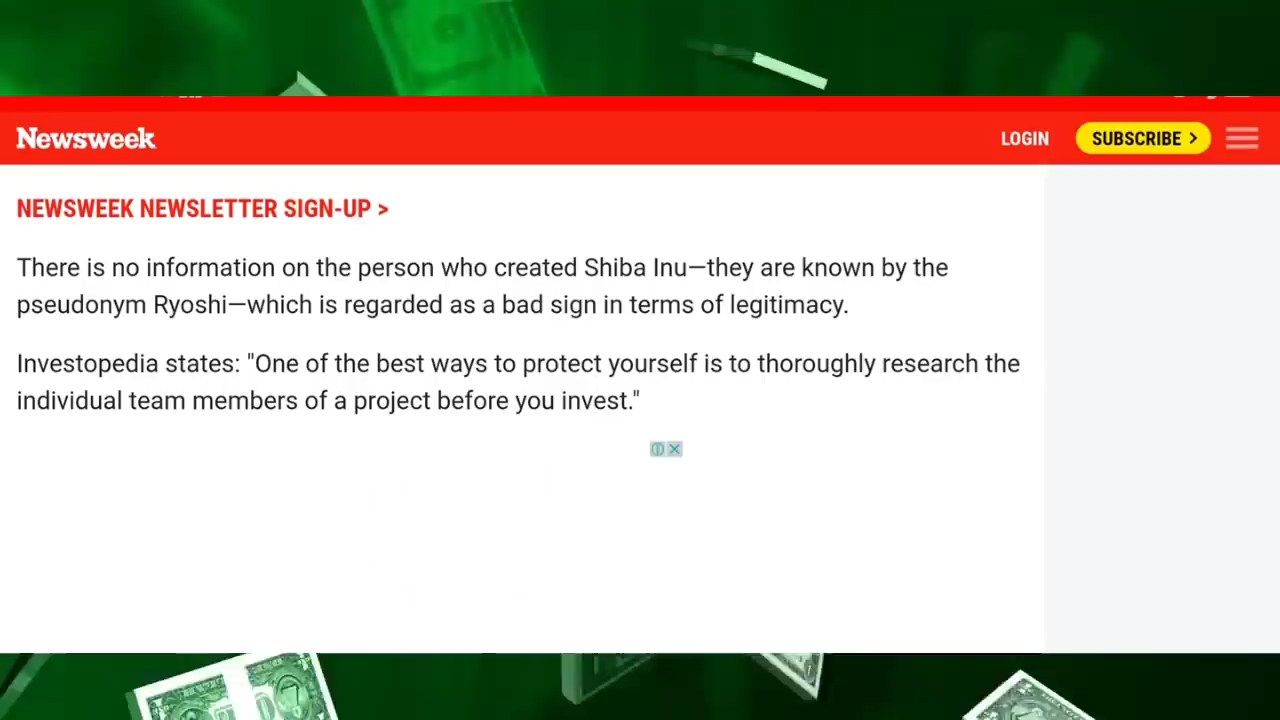 Newsweek
LOGIN
SUBSCRIBE >
NEWSWEEK NEWSLETTER SIGN-UP >
There is no information on the person who created Shiba Inu—they are known by the
pseudonym Ryoshi—which is regarded as a bad sign in terms of legitimacy.
Investopedia states: "One of the best ways to protect yourself is to thoroughly research the
individual team members of a project before you invest."